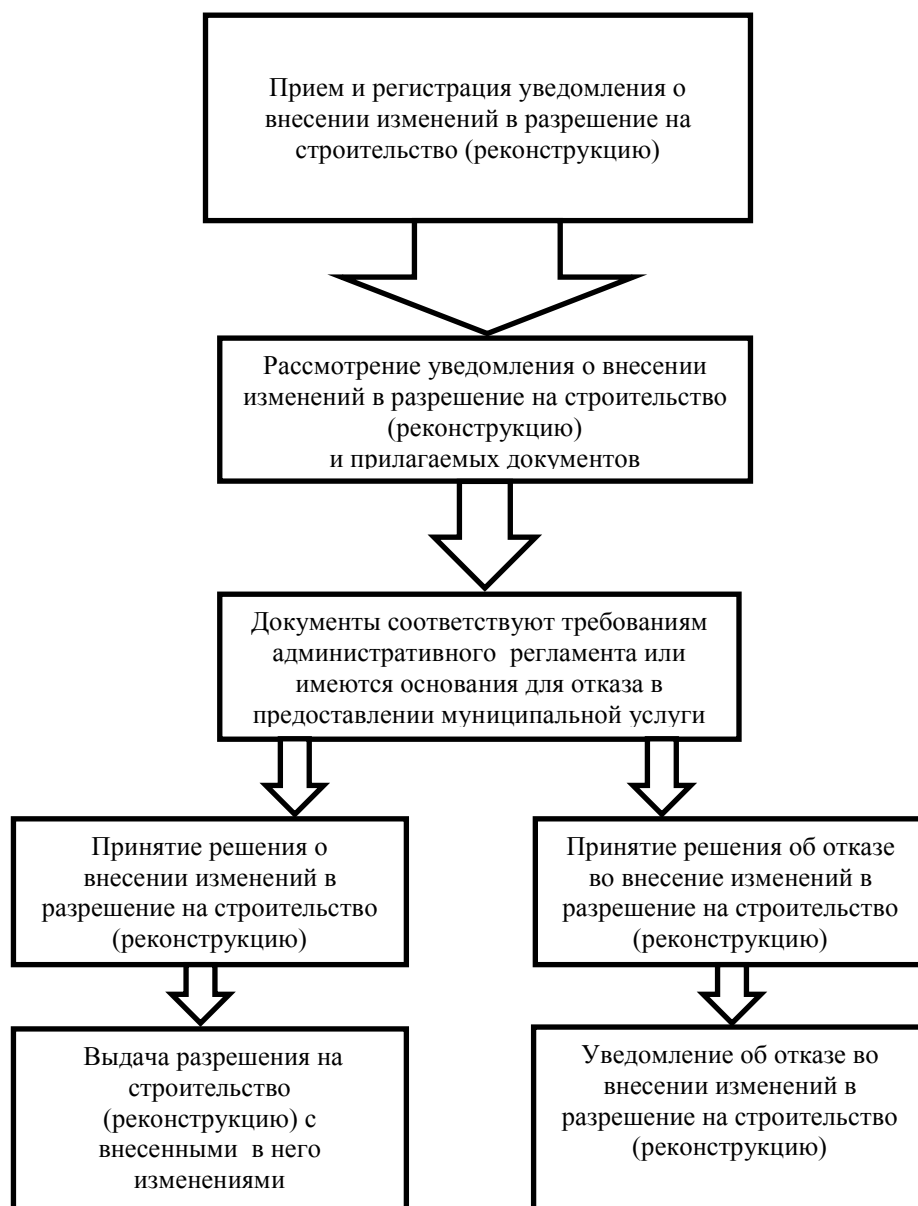 Прием и регистрация уведомления о
внесении изменений в разрешение на
строительство (реконструкцию)
Рассмотрение уведомления о внесении
изменений в разрешение на строительство
(реконструкцию)
и прилагаемых документов
Документы соответствуют требованиям
административного регламента или
имеются основания для отказа в
предоставлении муниципальной услуги
Принятие решения о
внесении изменений в
разрешение на строительство
(реконструкцию)
Принятие решения об отказе
во внесение изменений в
разрешение на строительство
(реконструкцию)
Выдача разрешения на
строительство
(реконструкцию) с
внесенными в него
изменениями
Уведомление об отказе во
внесении изменений в
разрешение на строительство
(реконструкцию)